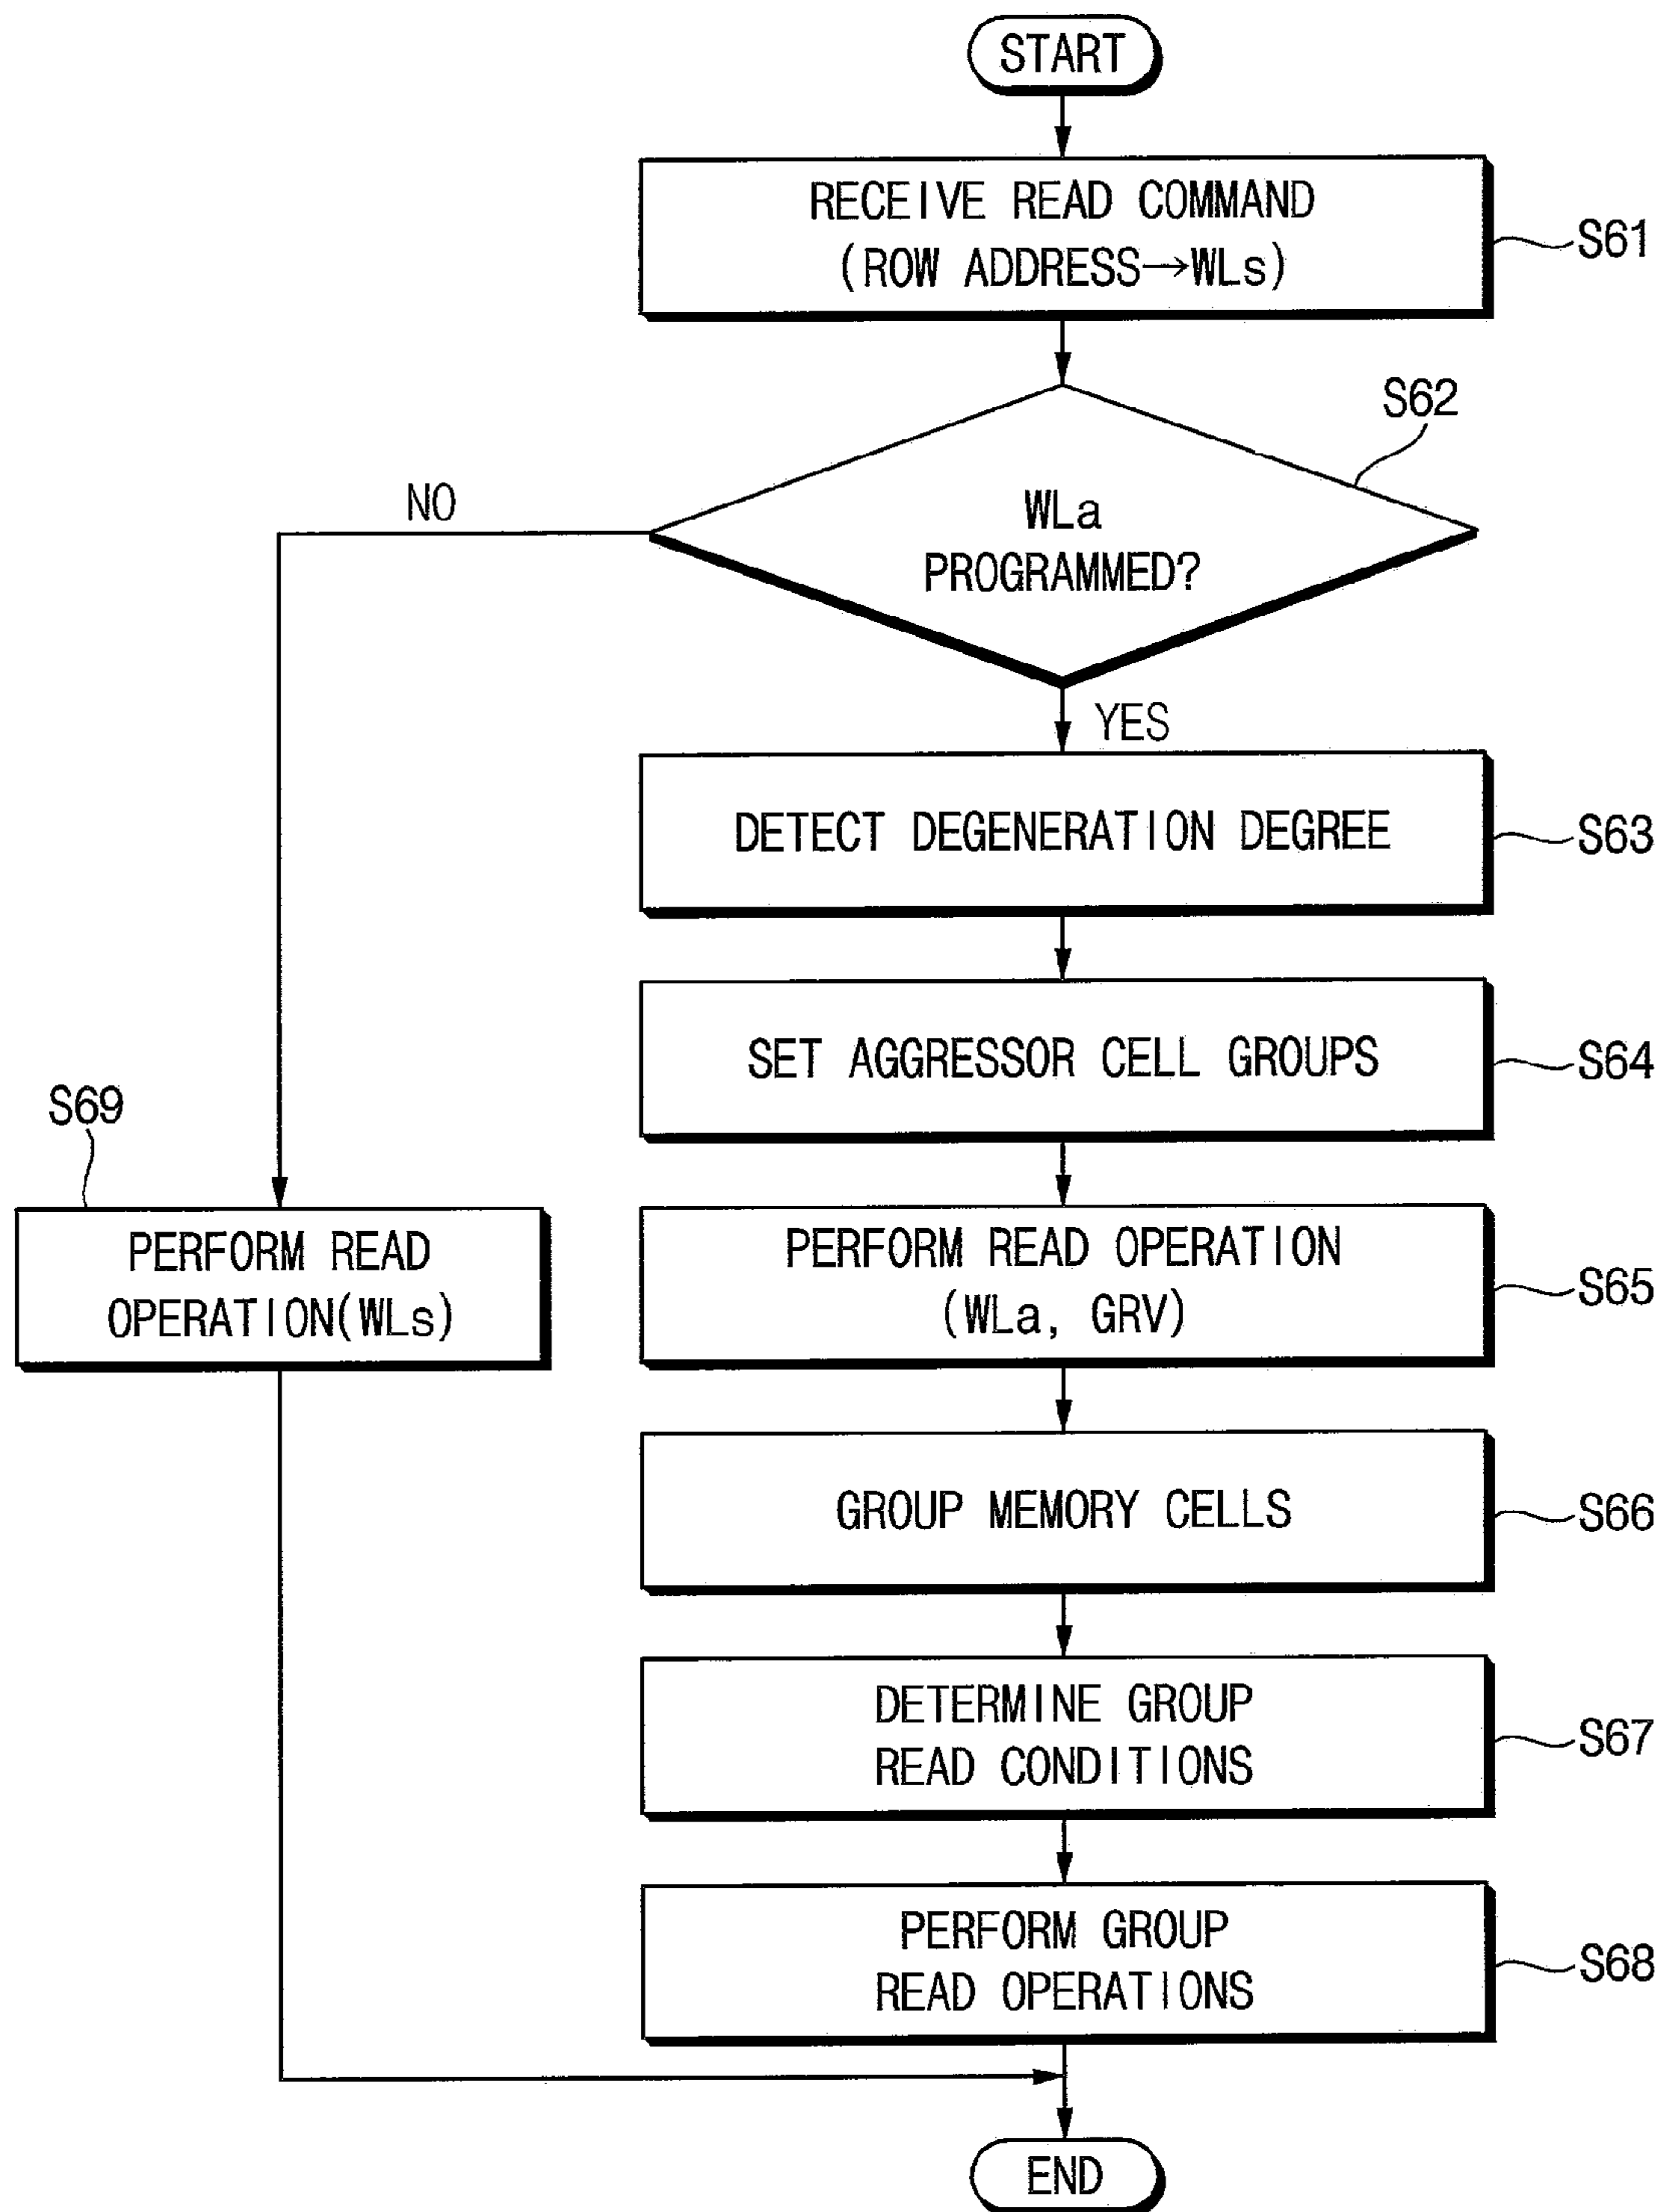 START
RECEIVE READ COMMAND
(ROW ADDRESS→WLs)
S61
S62
WLa
PROGRAMMED?
NO
YES
DETECT DEGENERATION DEGREE
S63
SET AGGRESSOR CELL GROUPS
S64
S69
PERFORM READ
OPERATION(WLs)
PERFORM READ OPERATION
(WLa, GRV)
S65
GROUP MEMORY CELLS
S66
DETERMINE GROUP
READ CONDITIONS
S67
PERFORM GROUP
READ OPERATIONS
S68
END